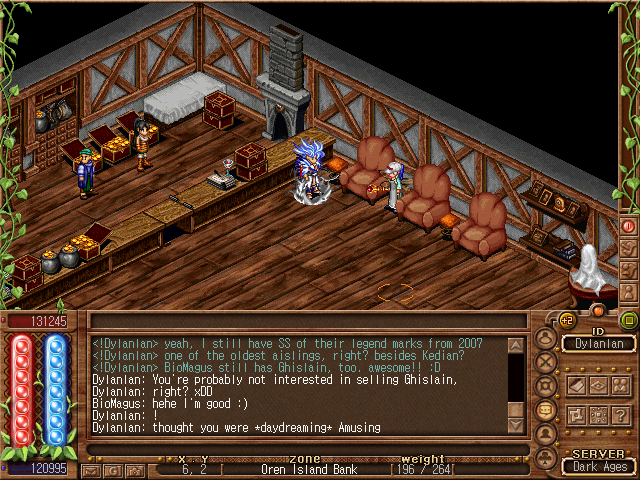 131245
<!Dylanlan> yeah, I still have SS of their legend marks from 2007
<!Dylanlan> one of the oldest aislings, right? besides Kedian?
<!Dylanlan> BioMagus still has Ghislain, too. awesome!! :D
Dylanlan: You're probably not interested in selling Ghislain,
Dylanlan: right? xDD
BioMagus: hehe I'm good :)
Dylanlan: !
Dylanlan: thought you were *daydreaming* Amusing
+2
ID
Dylanlan
?
120995
x . y
zone
weight
6, 2
Oren Island Bank
196 / 264
SERVER
Dark Ages